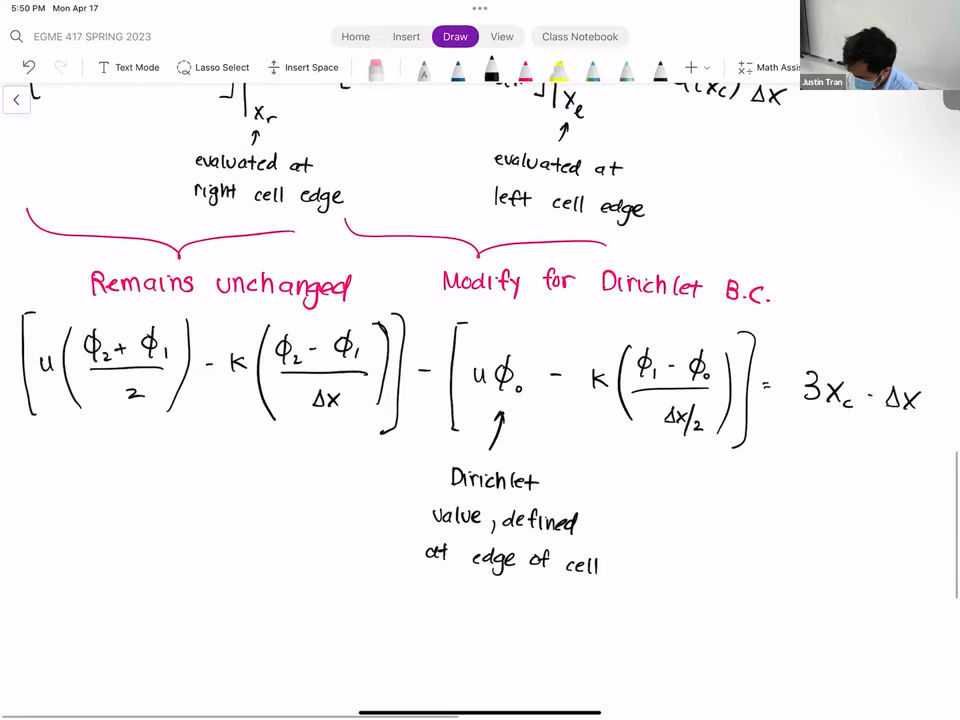 5:50 PM Mon Apr 17
EGME 417 SPRING 2023
Home Insert Draw View Class Notebook
Text Mode Lasso Select Insert Space Math Assis
Justin Tran
x_r x_e (x_c) Δx
evaluated at
right cell edge
evaluated at
left cell edge
Remains unchanged Modify for Dirichlet B.C.
[u((ϕ_2 + ϕ_1)/2) - K((ϕ_2 - ϕ_1)/Δx)] - [uϕ_0 - K((ϕ_1 - ϕ_0)/(Δx/2))] = 3x_c · Δx
Dirichlet
value, defined
at edge of cell